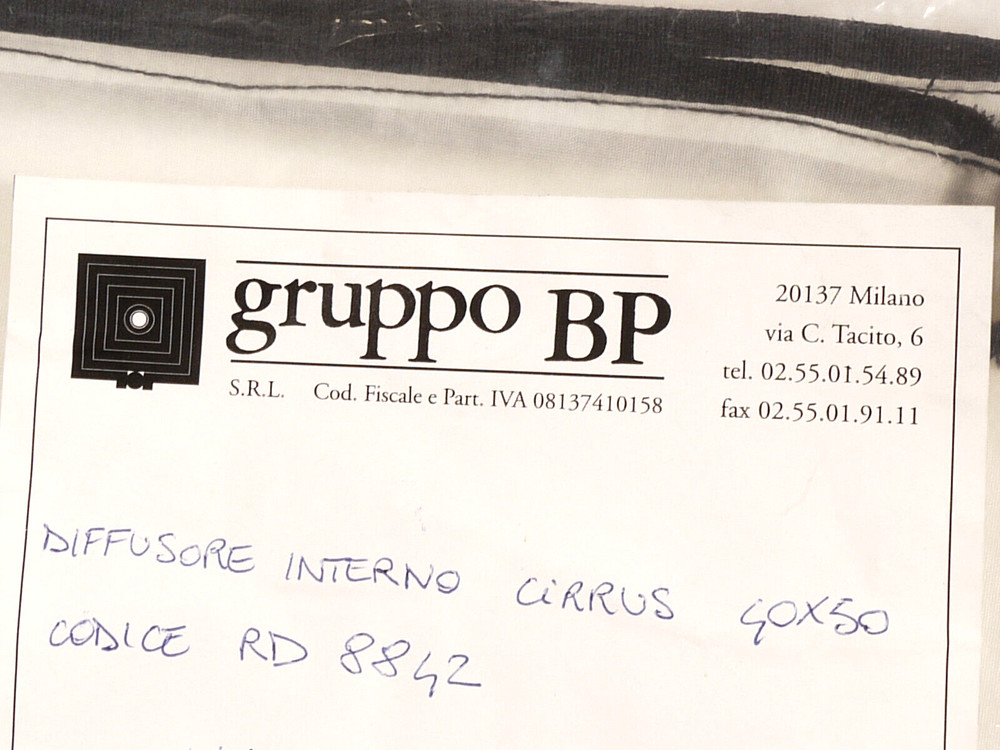 gruppo BP
S.R.L. Cod. Fiscale e Part. IVA 08137410158
20137 Milano
via C. Tacito, 6
tel. 02.55.01.54.89
fax 02.55.01.91.11
DIFFUSORE INTERNO CiRRUS 40X50
CODICE RD 8842